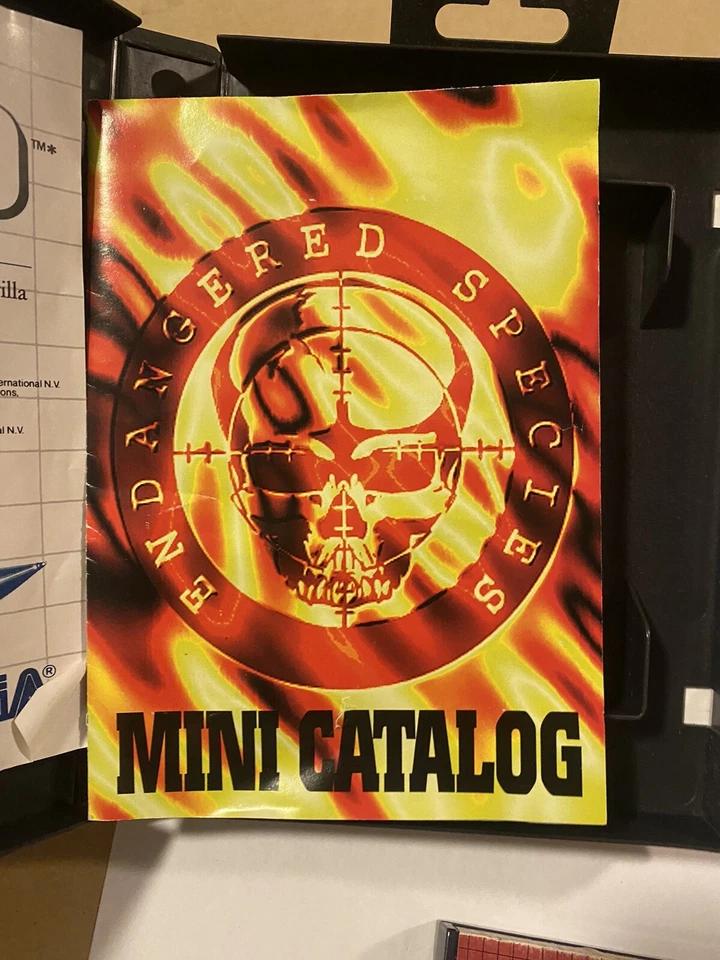 TM*
illa
ernational N.V.
ons.
al N.V.
®
ENDANGERED SPECIES
MINI CATALOG